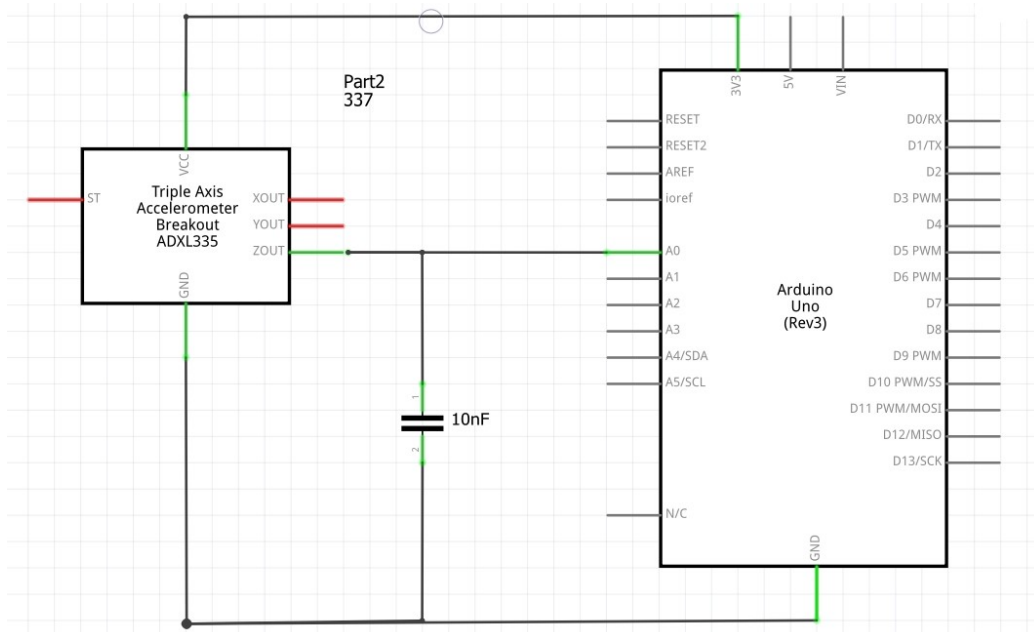 3V3
5V
VIN
Part2
337
VCC
ST
Triple Axis
Accelerometer
Breakout
ADXL335
XOUT
YOUT
ZOUT
GND
RESET
RESET2
AREF
ioref
A0
A1
A2
A3
A4/SDA
A5/SCL
N/C
Arduino
Uno
(Rev3)
D0/RX
D1/TX
D2
D3 PWM
D4
D5 PWM
D6 PWM
D7
D8
D9 PWM
D10 PWM/SS
D11 PWM/MOSI
D12/MISO
D13/SCK
1
10nF
2
GND